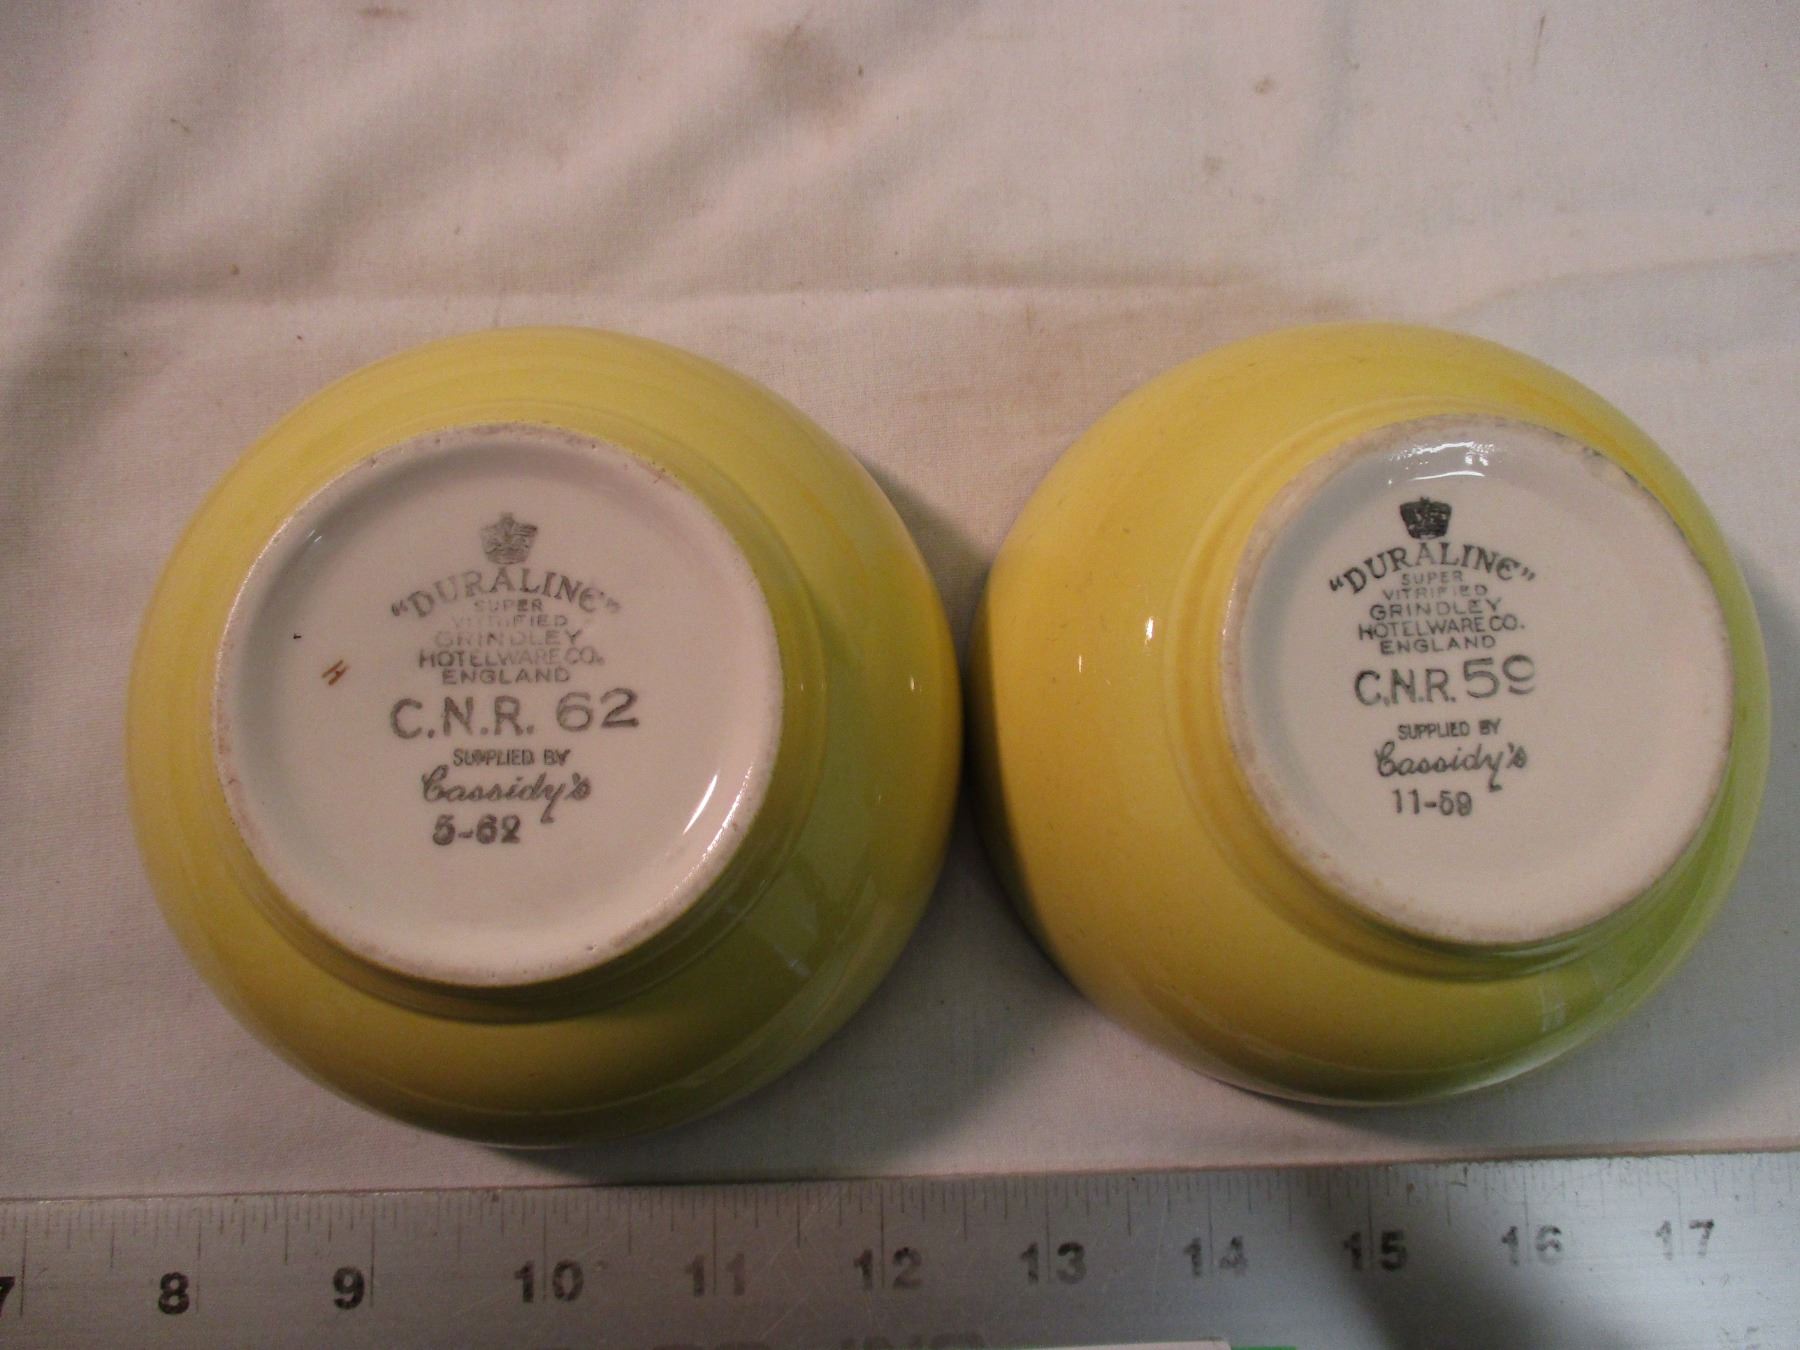 "DURALINE"
SUPER
VITRIFIED
GRINDLEY
HOTELWARE CO.
ENGLAND
C.N.R. 62
SUPPLIED BY
Cassidy's
5-62
H
"DURALINE"
SUPER
VITRIFIED
GRINDLEY
HOTELWARE CO.
ENGLAND
C.N.R. 59
SUPPLIED BY
Cassidy's
11-59
7 8 9 10 11 12 13 14 15 16 17